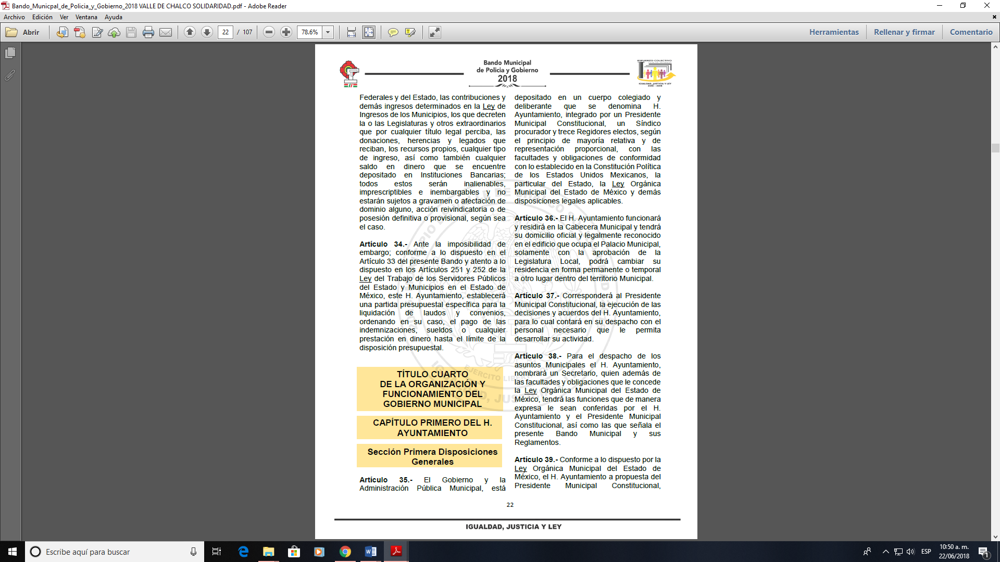 Bando_Municpal_de_Policia_y_Gobierno_2018 VALLE DE CHALCO SOLIDARIDAD.pdf - Adobe Reader
Archivo Edición Ver Ventana Ayuda
Abrir
22 / 107
78.6%
Herramientas
Rellenar y firmar
Comentario
Bando Municipal
de Policia y Gobierno
2018
ESFUERZO COLECTIVO
IGUALDAD, JUSTICIA Y LEY
2016 - 2018
Federales y del Estado, las contribuciones y
demás ingresos determinados en la Ley de
Ingresos de los Municipios, los que decreten
la o las Legislaturas y otros extraordinarios
que por cualquier título legal perciba, las
donaciones, herencias y legados que
reciban, los recursos propios, cualquier tipo
de ingreso, así como también cualquier
saldo en dinero que se encuentre
depositado en Instituciones Bancarias;
todos estos serán inalienables,
imprescriptibles e inembargables y no
estarán sujetos a gravamen o afectación de
dominio alguno, acción reivindicatoria o de
posesión definitiva o provisional, según sea
el caso.
Artículo 34.- Ante la imposibilidad de
embargo; conforme a lo dispuesto en el
Artículo 33 del presente Bando y atento a lo
dispuesto en los Artículos 251 y 252 de la
Ley del Trabajo de los Servidores Públicos
del Estado y Municipios en el Estado de
México, este H. Ayuntamiento, establecerá
una partida presupuestal específica para la
liquidación de laudos y convenios,
ordenando en su caso, el pago de las
indemnizaciones, sueldos o cualquier
prestación en dinero hasta el límite de la
disposición presupuestal.
TÍTULO CUARTO
DE LA ORGANIZACIÓN Y
FUNCIONAMIENTO DEL
GOBIERNO MUNICIPAL
CAPÍTULO PRIMERO DEL H.
AYUNTAMIENTO
Sección Primera Disposiciones
Generales
Artículo 35.- El Gobierno y la
Administración Pública Municipal, está
depositado en un cuerpo colegiado y
deliberante que se denomina H.
Ayuntamiento, integrado por un Presidente
Municipal Constitucional, un Síndico
procurador y trece Regidores electos, según
el principio de mayoría relativa y de
representación proporcional, con las
facultades y obligaciones de conformidad
con lo establecido en la Constitución Política
de los Estados Unidos Mexicanos, la
particular del Estado, la Ley Orgánica
Municipal del Estado de México y demás
disposiciones legales aplicables.
Artículo 36.- El H. Ayuntamiento funcionará
y residirá en la Cabecera Municipal y tendrá
su domicilio oficial y legalmente reconocido
en el edificio que ocupa el Palacio Municipal,
solamente con la aprobación de la
Legislatura Local, podrá cambiar su
residencia en forma permanente o temporal
a otro lugar dentro del territorio Municipal.
Artículo 37.- Corresponderá al Presidente
Municipal Constitucional, la ejecución de las
decisiones y acuerdos del H. Ayuntamiento,
para lo cual contará en su despacho con el
personal necesario que le permita
desarrollar su actividad.
Artículo 38.- Para el despacho de los
asuntos Municipales el H. Ayuntamiento,
nombrará un Secretario, quien además de
las facultades y obligaciones que le concede
la Ley Orgánica Municipal del Estado de
México, tendrá las funciones que de manera
expresa le sean conferidas por el H.
Ayuntamiento y el Presidente Municipal
Constitucional, así como las que señala el
presente Bando Municipal y sus
Reglamentos.
Artículo 39.- Conforme a lo dispuesto por la
Ley Orgánica Municipal del Estado de
México, el H. Ayuntamiento a propuesta del
Presidente Municipal Constitucional,
22
IGUALDAD, JUSTICIA Y LEY
Escribe aquí para buscar
ESP
10:50 a. m.
22/06/2018
1